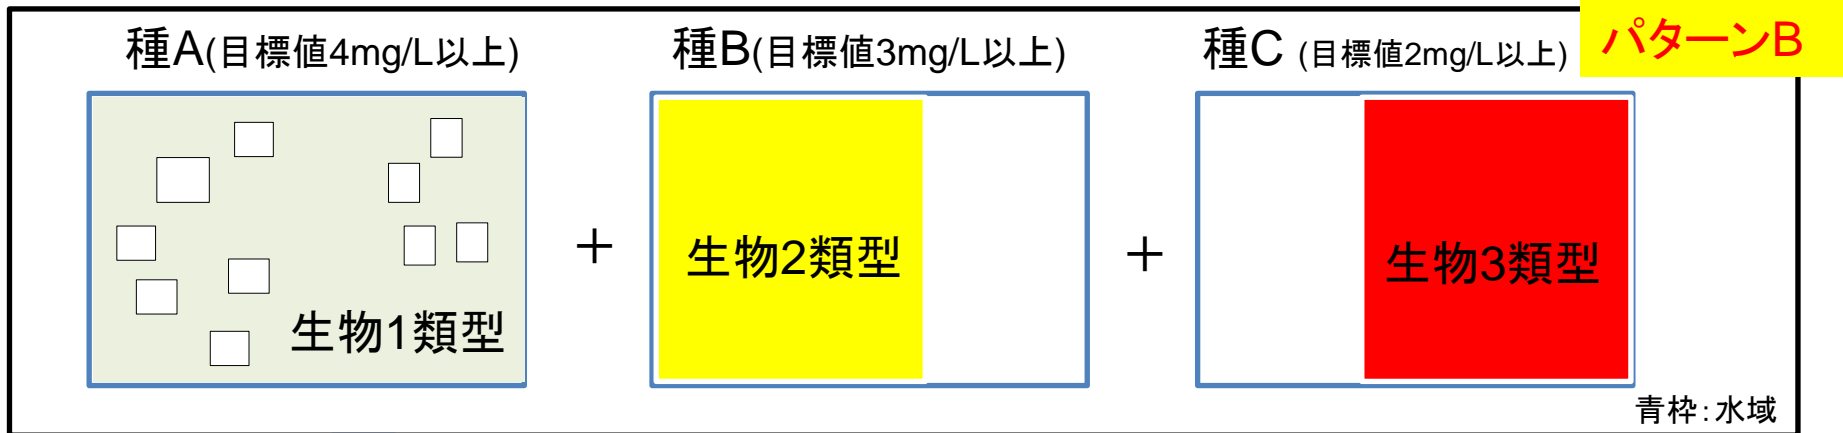 パターンB
種A(目標値4mg/L以上)
種B(目標値3mg/L以上)
種C (目標値2mg/L以上)
生物1類型
+
生物2類型
+
生物3類型
青枠:水域